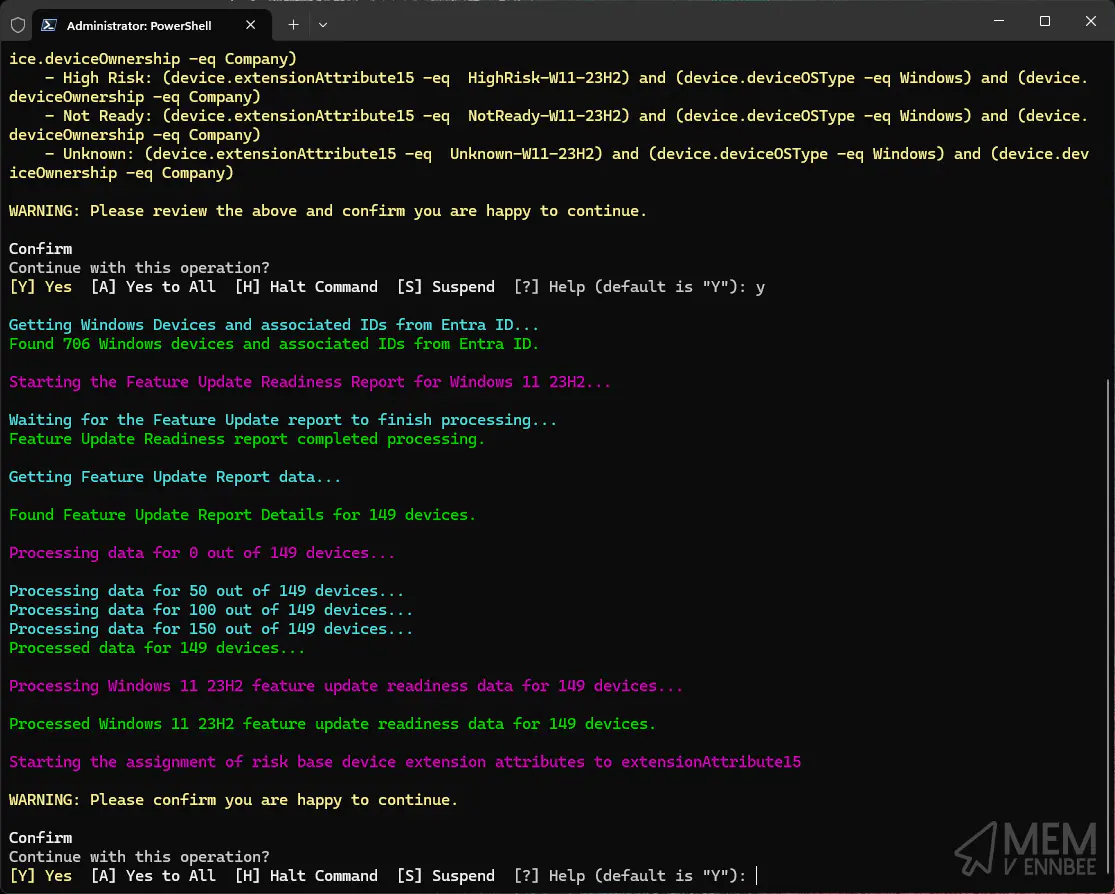 Administrator: PowerShell
ice.deviceOwnership -eq Company)
    - High Risk: (device.extensionAttribute15 -eq  HighRisk-W11-23H2) and (device.deviceOSType -eq Windows) and (device.
deviceOwnership -eq Company)
    - Not Ready: (device.extensionAttribute15 -eq  NotReady-W11-23H2) and (device.deviceOSType -eq Windows) and (device.
deviceOwnership -eq Company)
    - Unknown: (device.extensionAttribute15 -eq  Unknown-W11-23H2) and (device.deviceOSType -eq Windows) and (device.dev
iceOwnership -eq Company)
WARNING: Please review the above and confirm you are happy to continue.
Confirm
Continue with this operation?
[Y] Yes  [A] Yes to All  [H] Halt Command  [S] Suspend  [?] Help (default is "Y"): y
Getting Windows Devices and associated IDs from Entra ID...
Found 706 Windows devices and associated IDs from Entra ID.
Starting the Feature Update Readiness Report for Windows 11 23H2...
Waiting for the Feature Update report to finish processing...
Feature Update Readiness report completed processing.
Getting Feature Update Report data...
Found Feature Update Report Details for 149 devices.
Processing data for 0 out of 149 devices...
Processing data for 50 out of 149 devices...
Processing data for 100 out of 149 devices...
Processing data for 150 out of 149 devices...
Processed data for 149 devices...
Processing Windows 11 23H2 feature update readiness data for 149 devices...
Processed Windows 11 23H2 feature update readiness data for 149 devices.
Starting the assignment of risk base device extension attributes to extensionAttribute15
WARNING: Please confirm you are happy to continue.
Confirm
Continue with this operation?
[Y] Yes  [A] Yes to All  [H] Halt Command  [S] Suspend  [?] Help (default is "Y"):
MEM
V ENNBEE